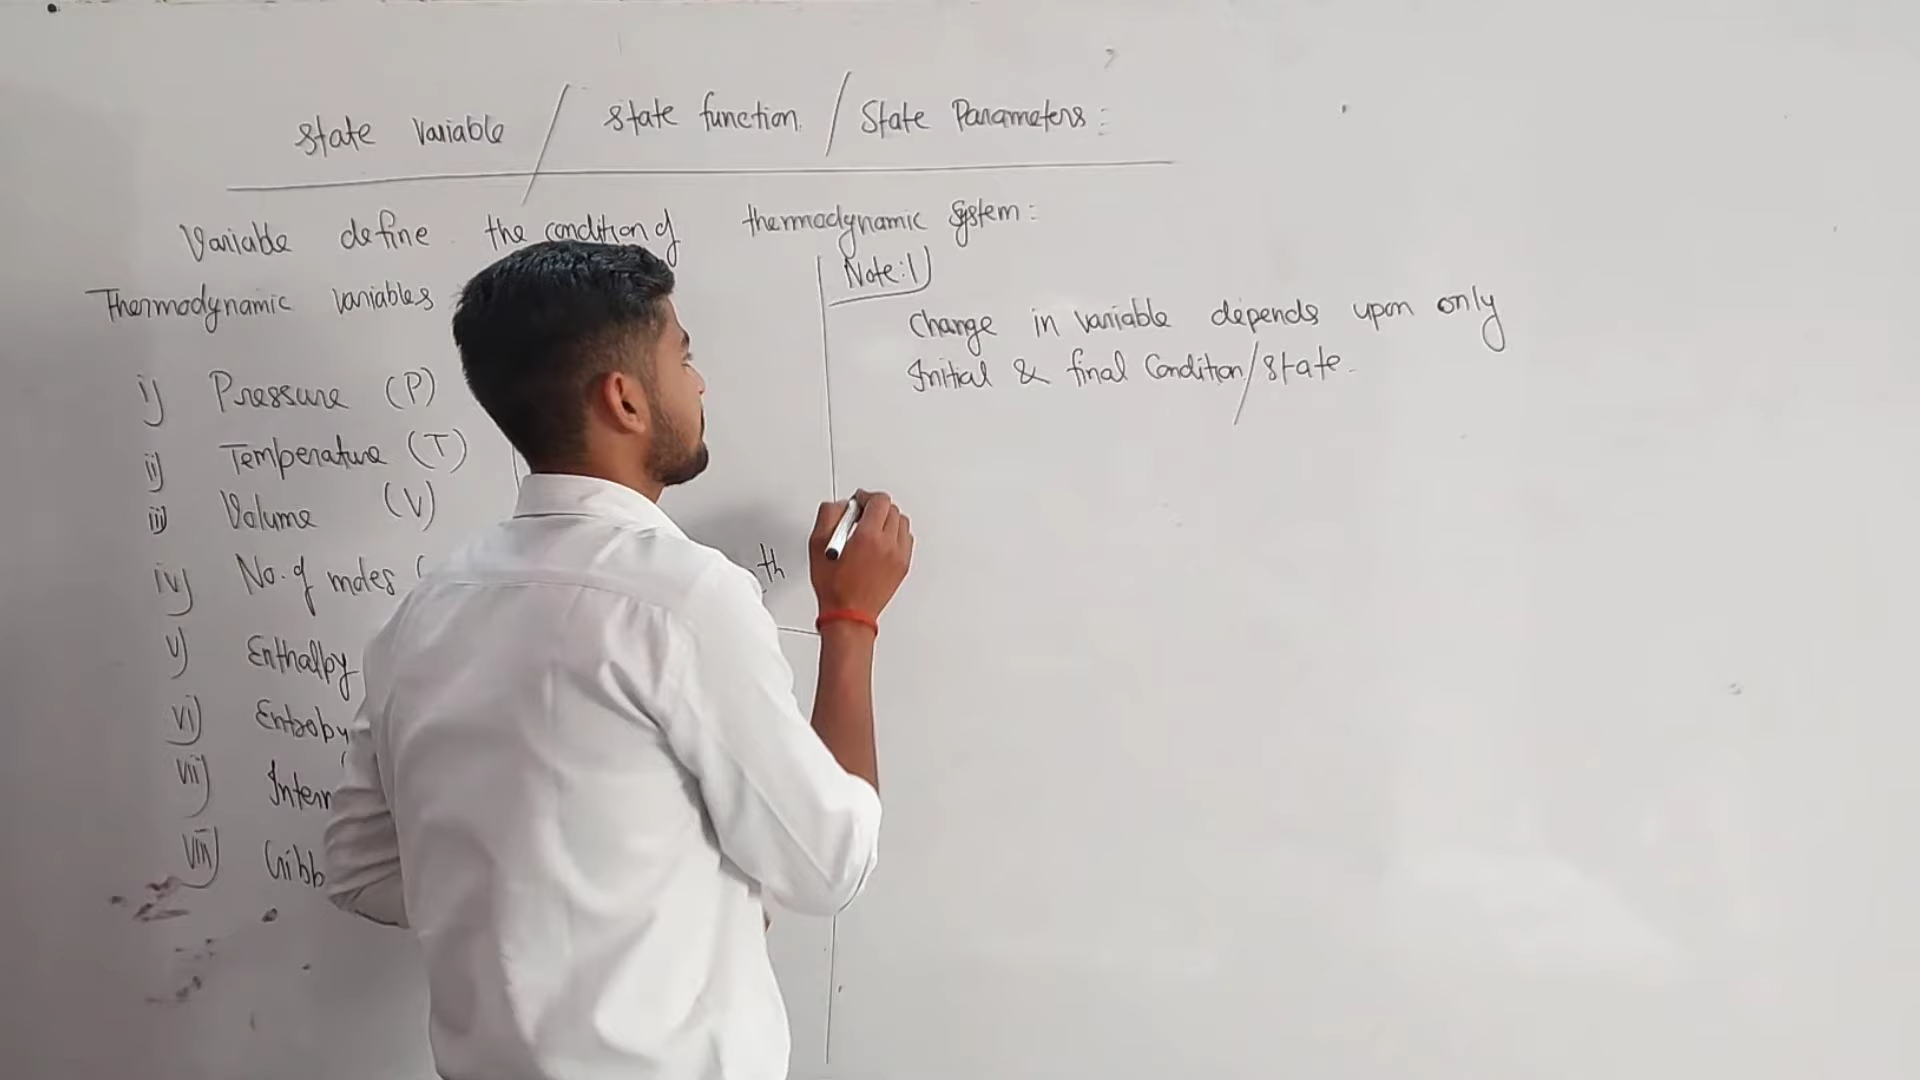 State Variable / State function / State Parameters :
Variable define the condition of thermodynamic System :
Thermodynamic variables
i) Pressure (P)
ii) Temperature (T)
iii) Volume (V)
iv) No. of moles (
v) Enthalpy
vi) Entropy
vii) Intern
viii) Gibb
th
Note: 1)
Change in variable depends upon only
Initial & final Condition/State.